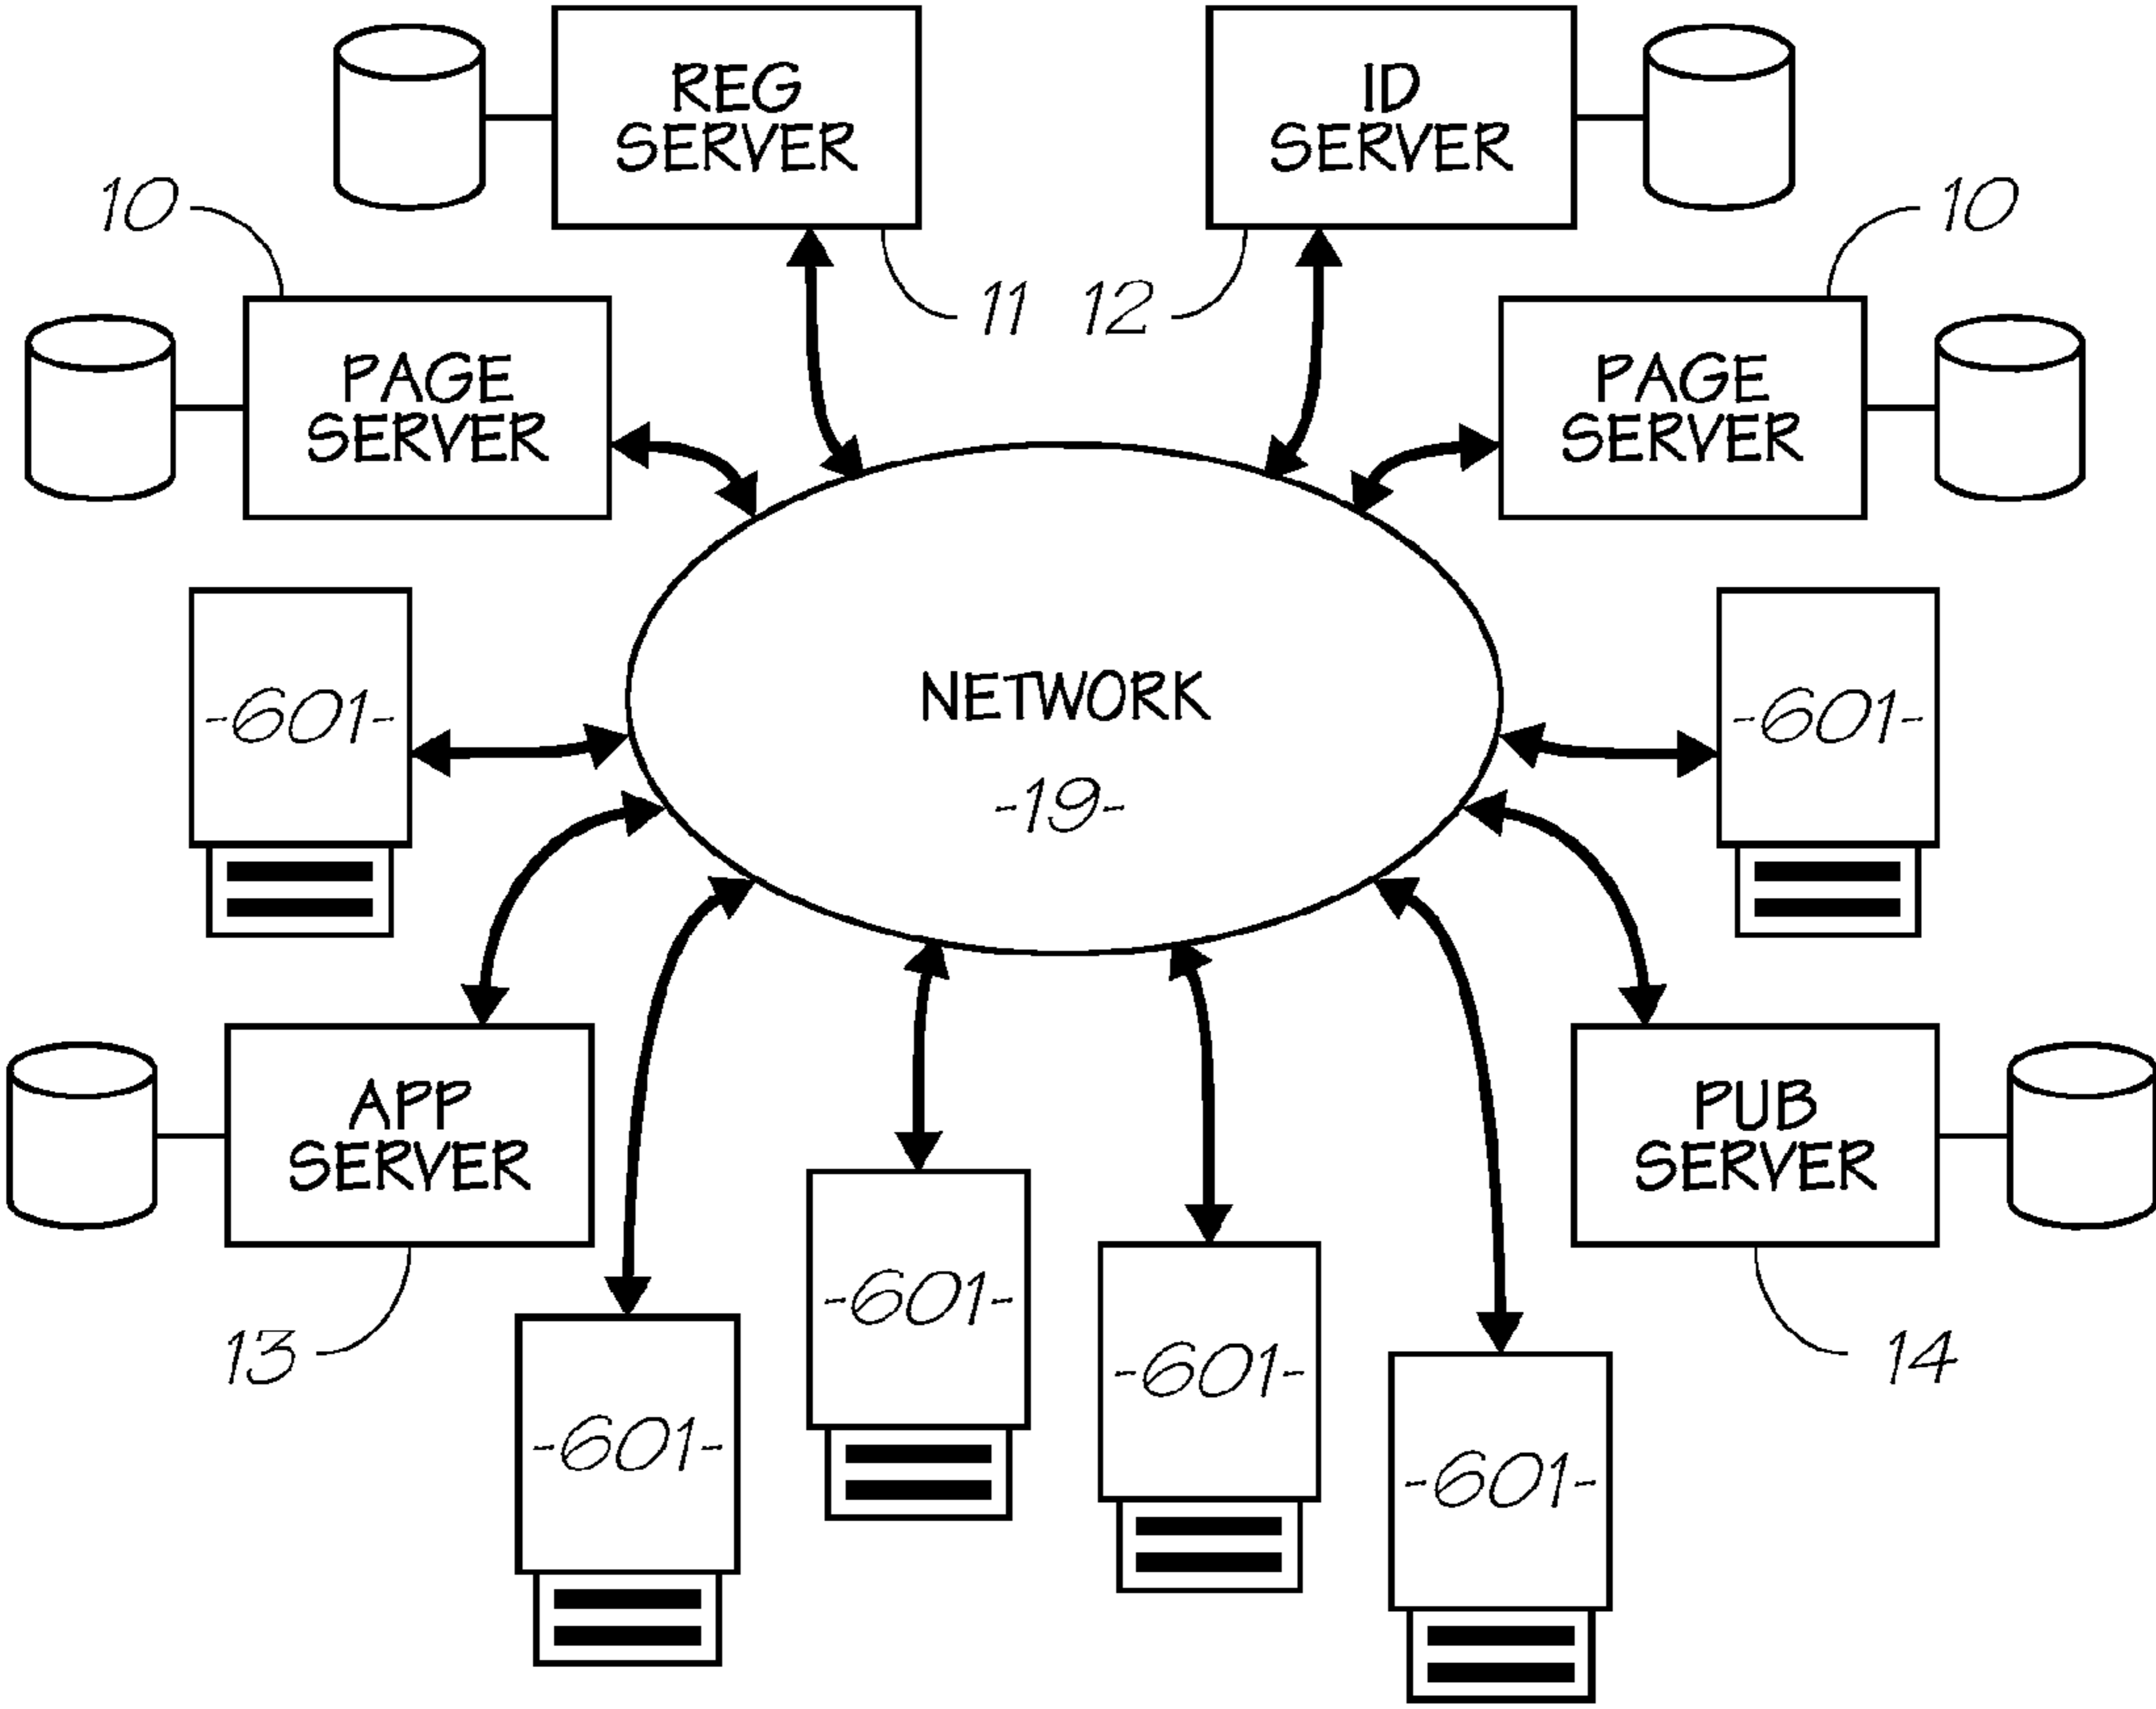 REG
SERVER
ID
SERVER
10
10
11
12
PAGE
SERVER
PAGE
SERVER
-601-
NETWORK
-19-
-601-
APP
SERVER
PUB
SERVER
13
-601-
-601-
-601-
-601-
14